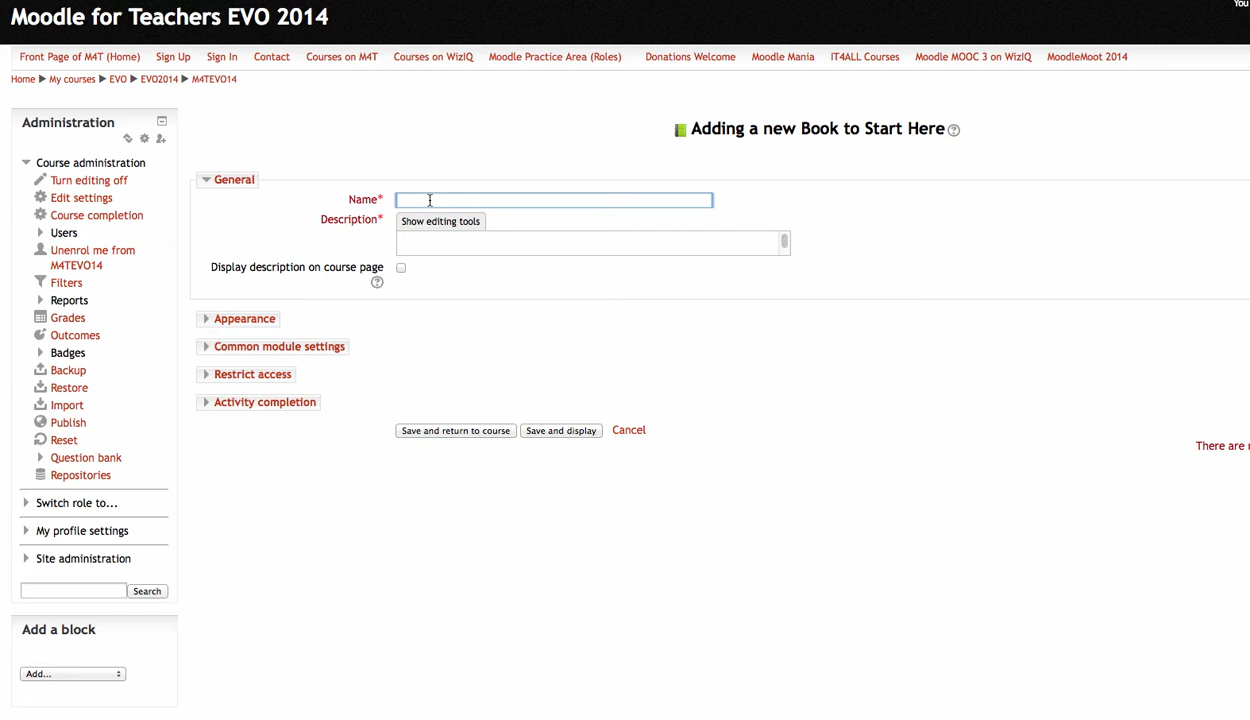 You
Moodle for Teachers EVO 2014
Front Page of M4T (Home) Sign Up Sign In Contact Courses on M4T Courses on WizIQ Moodle Practice Area (Roles) Donations Welcome Moodle Mania IT4ALL Courses Moodle MOOC 3 on WizIQ MoodleMoot 2014
Home ▶ My courses ▶ EVO ▶ EVO2014 ▶ M4TEVO14
Administration
Course administration
Turn editing off
Edit settings
Course completion
Users
Unenrol me from
M4TEVO14
Filters
Reports
Grades
Outcomes
Badges
Backup
Restore
Import
Publish
Reset
Question bank
Repositories
Switch role to...
My profile settings
Site administration
Search
Add a block
Add...
Adding a new Book to Start Here
General
Name*
Description* Show editing tools
Display description on course page
Appearance
Common module settings
Restrict access
Activity completion
Save and return to course Save and display Cancel
There are